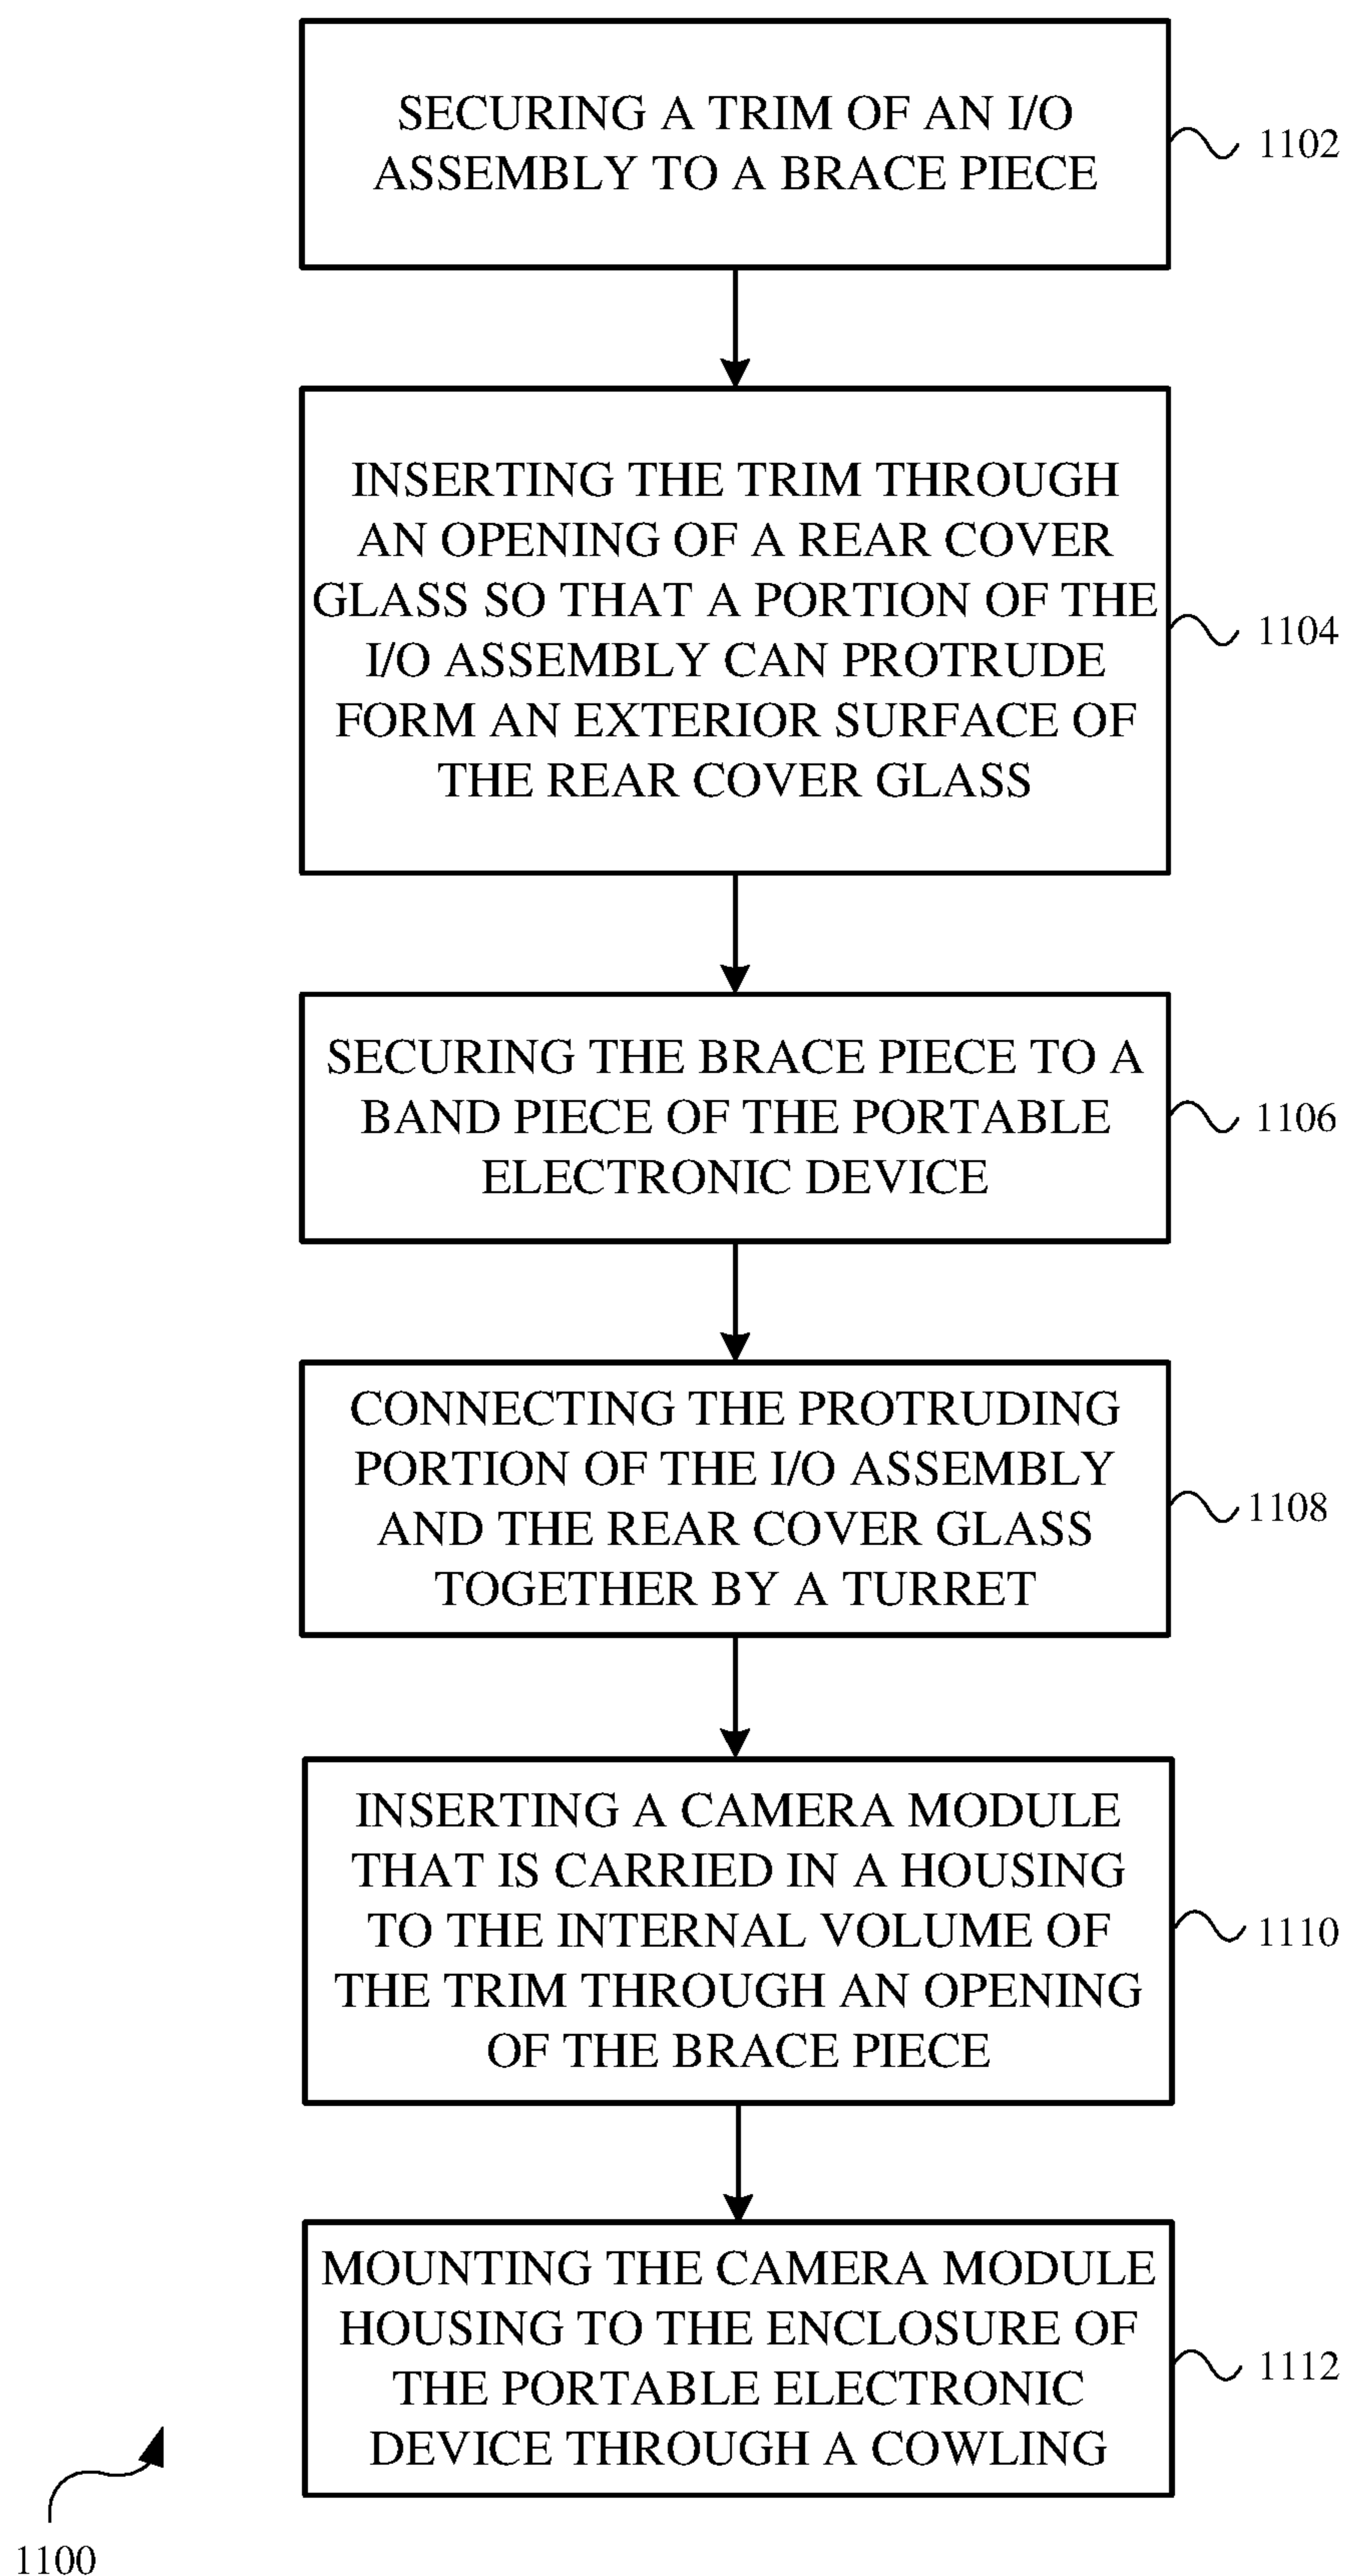 SECURING A TRIM OF AN I/O
ASSEMBLY TO A BRACE PIECE
1102
INSERTING THE TRIM THROUGH
AN OPENING OF A REAR COVER
GLASS SO THAT A PORTION OF THE
I/O ASSEMBLY CAN PROTRUDE
FORM AN EXTERIOR SURFACE OF
THE REAR COVER GLASS
1104
SECURING THE BRACE PIECE TO A
BAND PIECE OF THE PORTABLE
ELECTRONIC DEVICE
1106
CONNECTING THE PROTRUDING
PORTION OF THE I/O ASSEMBLY
AND THE REAR COVER GLASS
TOGETHER BY A TURRET
1108
INSERTING A CAMERA MODULE
THAT IS CARRIED IN A HOUSING
TO THE INTERNAL VOLUME OF
THE TRIM THROUGH AN OPENING
OF THE BRACE PIECE
1110
MOUNTING THE CAMERA MODULE
HOUSING TO THE ENCLOSURE OF
THE PORTABLE ELECTRONIC
DEVICE THROUGH A COWLING
1112
1100